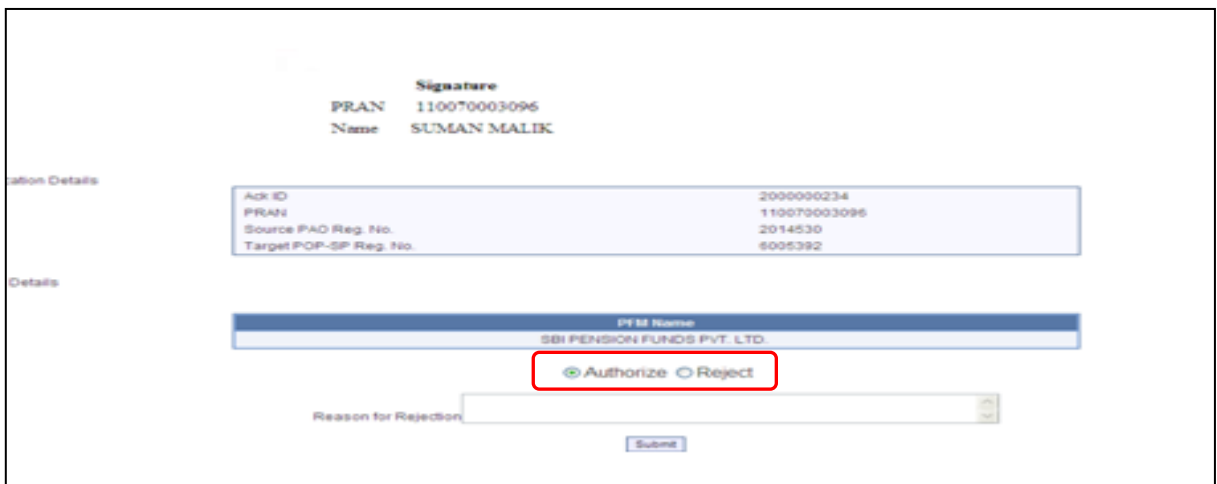 Signature
PRAN 110070003096
Name SUMAN MALIK
cation Details
Ack ID 2000000234
PRAN 110070003096
Source PAO Reg. No. 2014530
Target POP-SP Reg. No. 6005392
Details
PFM Name
SBI PENSION FUNDS PVT. LTD.
Authorize Reject
Reason for Rejection
Submit